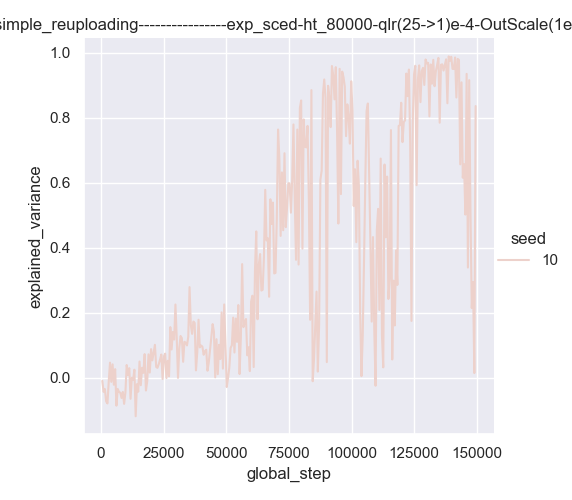 simple_reuploading----------------exp_sced-ht_80000-qlr(25->1)e-4-OutScale(1e
explained_variance
1.0
0.8
0.6
0.4
0.2
0.0
0 25000 50000 75000 100000 125000 150000
global_step
seed
10